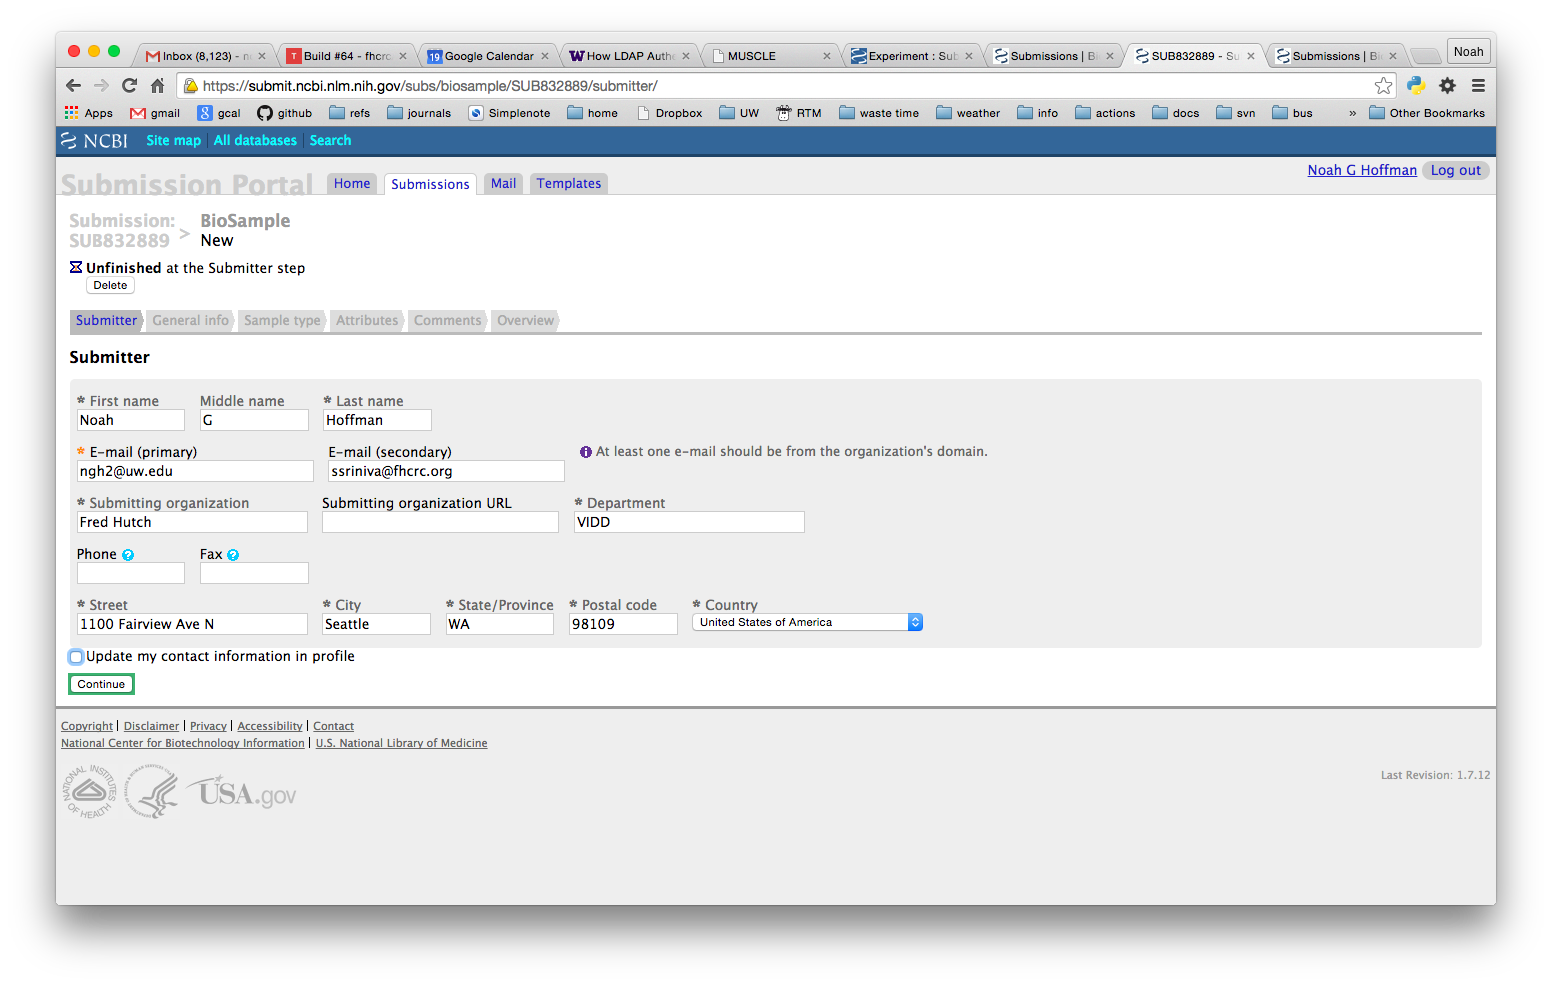 Inbox (8,123) - n
Build #64 - fhcrc
19 Google Calendar
W How LDAP Authe
MUSCLE
Experiment : Sub
Submissions | Bi
SUB832889 - Su
Submissions | Bi
Noah
https://submit.ncbi.nlm.nih.gov/subs/biosample/SUB832889/submitter/
Apps
gmail
gcal
github
refs
journals
Simplenote
home
Dropbox
UW
RTM
waste time
weather
info
actions
docs
svn
bus
»
Other Bookmarks
NCBI Site map All databases Search
Submission Portal Home Submissions Mail Templates Noah G Hoffman Log out
Submission: SUB832889 > BioSample New
Unfinished at the Submitter step
Delete
Submitter General info Sample type Attributes Comments Overview
Submitter
* First name Middle name * Last name
Noah G Hoffman
* E-mail (primary) E-mail (secondary) At least one e-mail should be from the organization's domain.
ngh2@uw.edu ssriniva@fhcrc.org
* Submitting organization Submitting organization URL * Department
Fred Hutch VIDD
Phone ? Fax ?
* Street * City * State/Province * Postal code * Country
1100 Fairview Ave N Seattle WA 98109 United States of America
Update my contact information in profile
Continue
Copyright | Disclaimer | Privacy | Accessibility | Contact
National Center for Biotechnology Information | U.S. National Library of Medicine
NATIONAL INSTITUTES OF HEALTH
USA.gov
Last Revision: 1.7.12